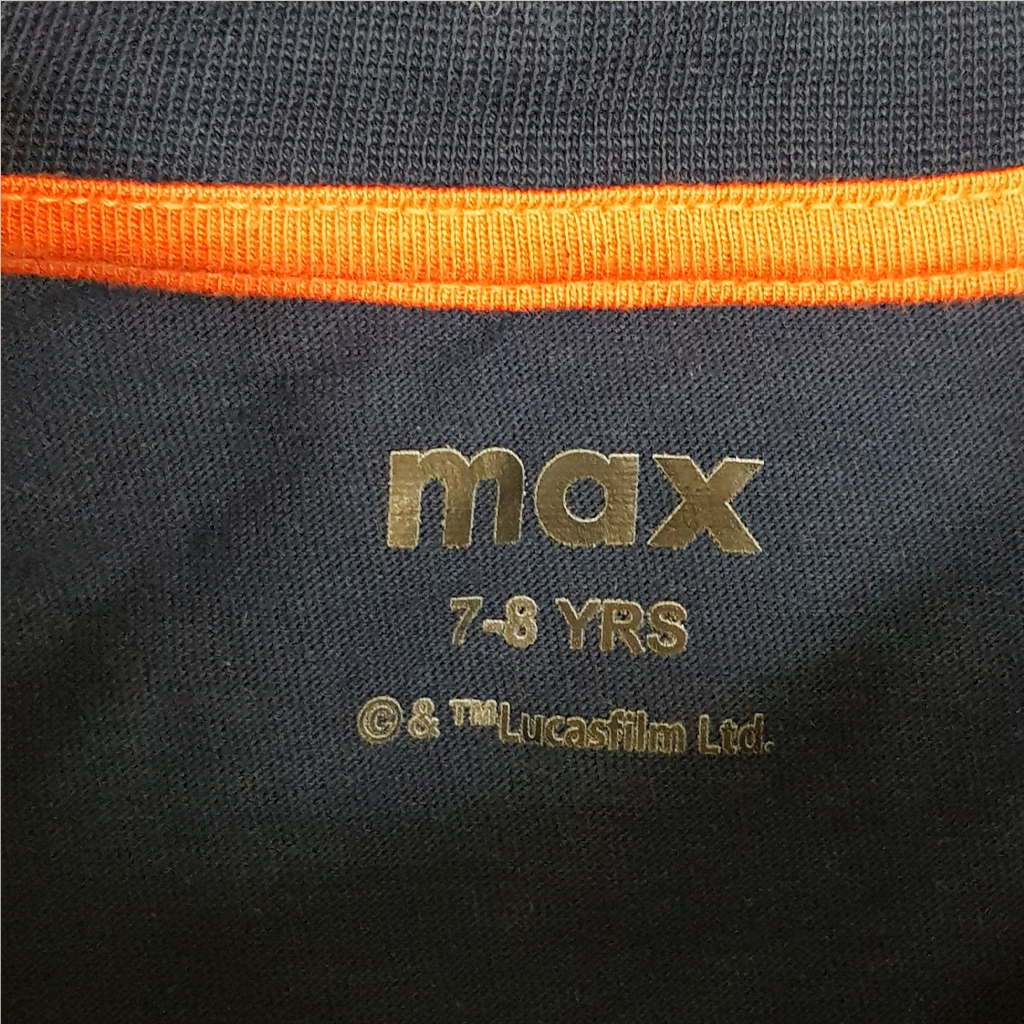 max
7-8 YRS
©&™Lucasfilm Ltd.